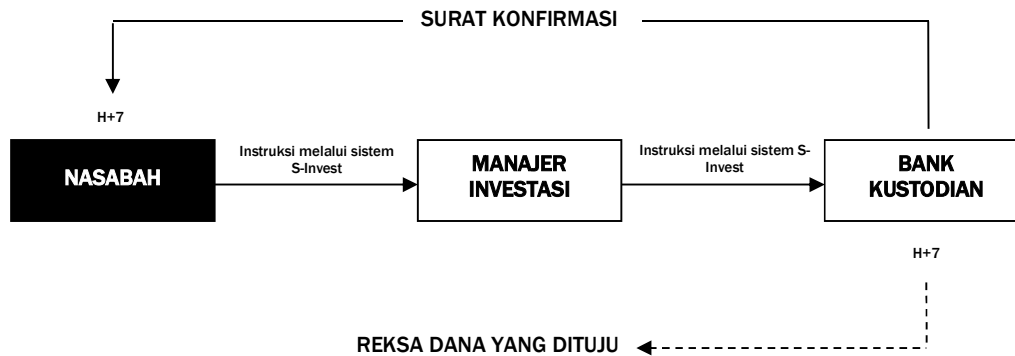 SURAT KONFIRMASI
H+7
NASABAH
Instruksi melalui sistem
S-Invest
MANAJER
INVESTASI
Instruksi melalui sistem S-
Invest
BANK
KUSTODIAN
H+7
REKSA DANA YANG DITUJU